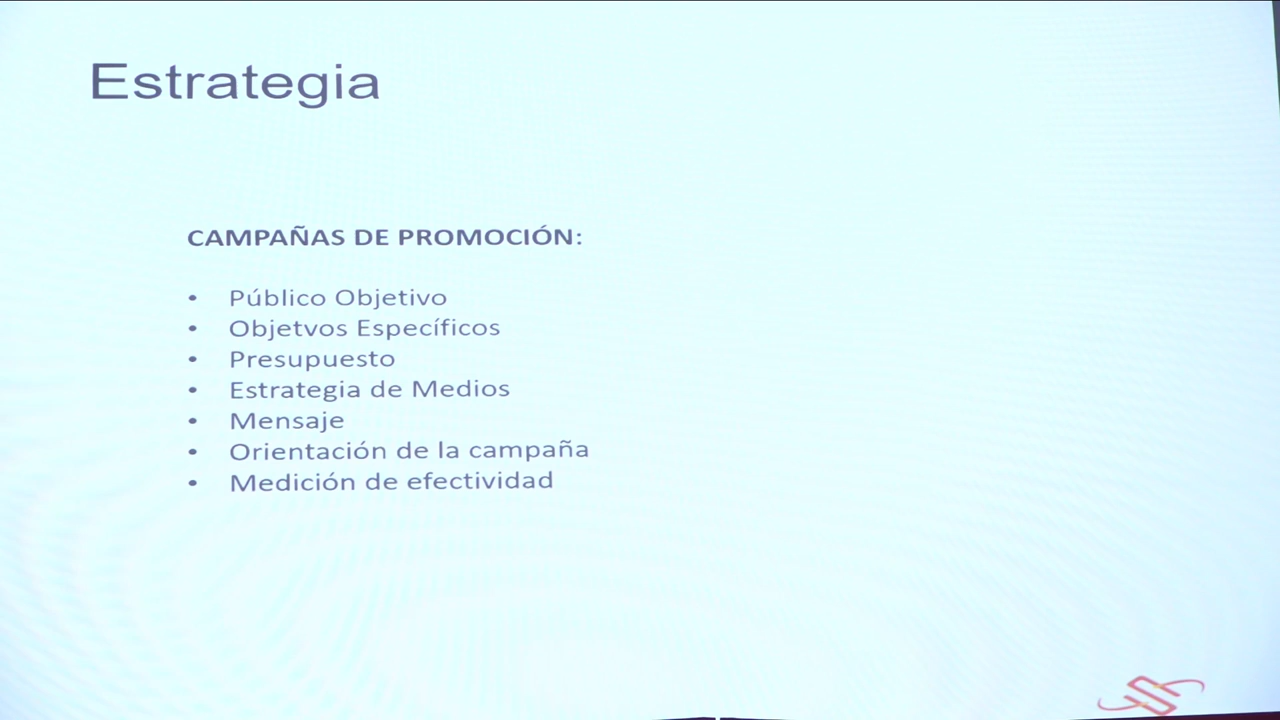 Estrategia
CAMPAÑAS DE PROMOCIÓN:
• Público Objetivo
• Objetvos Específicos
• Presupuesto
• Estrategia de Medios
• Mensaje
• Orientación de la campaña
• Medición de efectividad